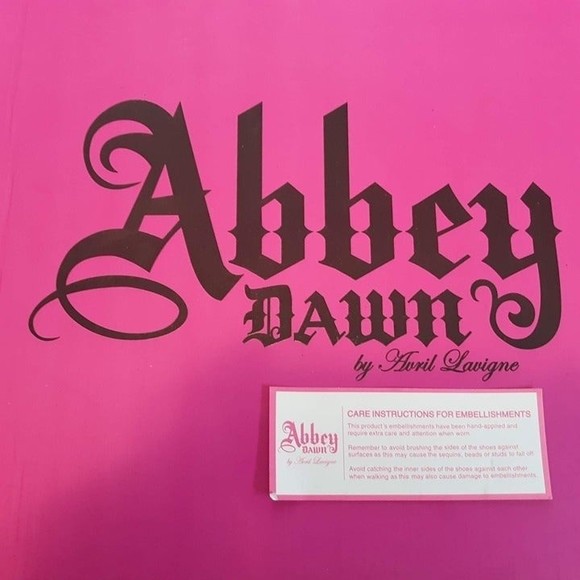 Abbey
DAWN
by Avril Lavigne
Abbey
DAWN
by Avril Lavigne
CARE INSTRUCTIONS FOR EMBELLISHMENTS
This product's embellishments have been hand-applied and
require extra care and attention when worn.
Remember to avoid brushing the sides of the shoes against
surfaces as this may cause the sequins, beads or studs to fall off.
Avoid catching the inner sides of the shoes against each other
when walking as this may also cause damage to embellishments.